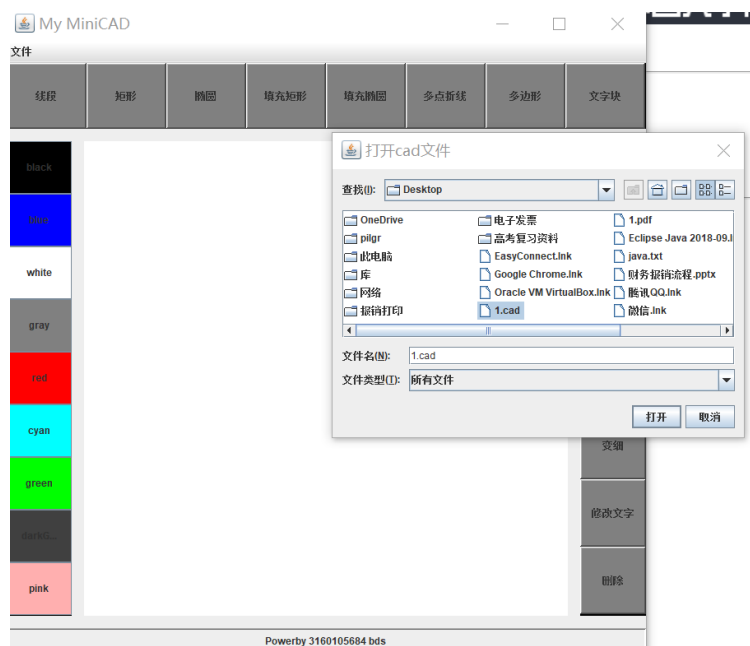 My MiniCAD
文件
线段 矩形 椭圆 填充矩形 填充椭圆 多点折线 多边形 文字块
black
blue
white
gray
red
cyan
green
darkG...
pink
打开cad文件
查找(I): Desktop
OneDrive 电子发票 1.pdf
pilgr 高考复习资料 Eclipse Java 2018-09.l
此电脑 EasyConnect.lnk java.txt
库 Google Chrome.lnk 财务报销流程.pptx
网络 Oracle VM VirtualBox.lnk 腾讯QQ.lnk
报销打印 1.cad 微信.lnk
文件名(N): 1.cad
文件类型(T): 所有文件
打开 取消
变细
修改文字
删除
Powerby 3160105684 bds